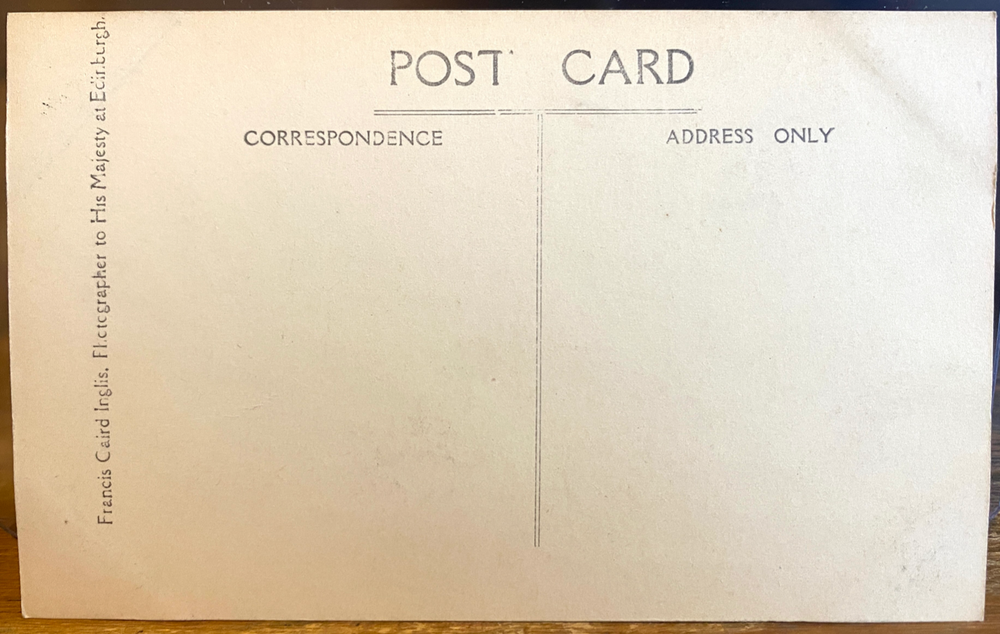 POST CARD
CORRESPONDENCE
ADDRESS ONLY
Francis Caird Inglis, Photographer to His Majesty at Edinburgh.